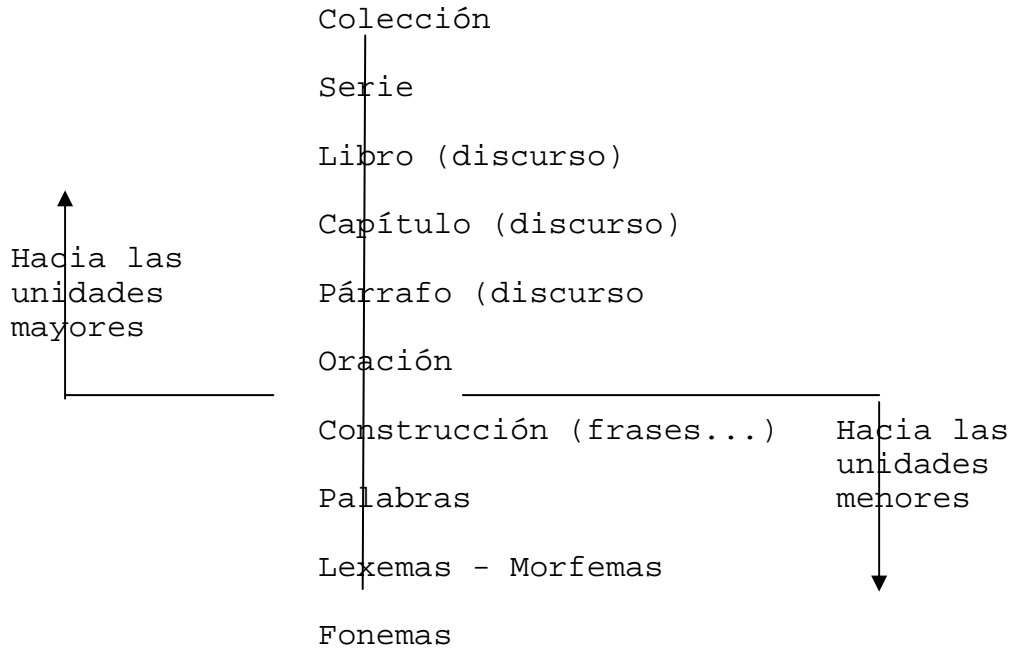 Colección
Serie
Libro (discurso)
Capítulo (discurso)
Hacia las
unidades
mayores
Párrafo (discurso
Oración
Construcción (frases...)
Hacia las
unidades
menores
Palabras
Lexemas - Morfemas
Fonemas